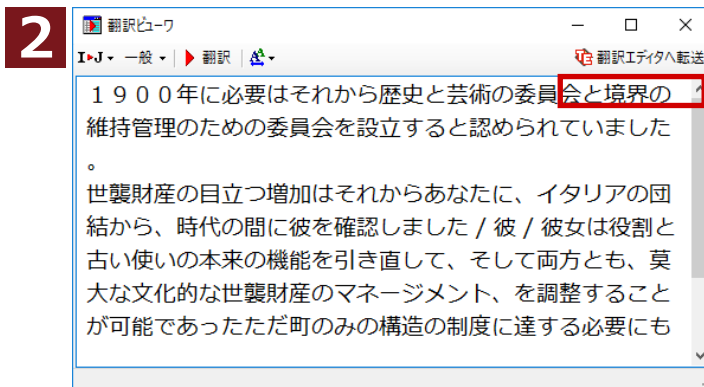 2
翻訳ビューワ
I▸J 一般 翻訳 翻訳エディタへ転送
1900年に必要はそれから歴史と芸術の委員会と境界の
維持管理のための委員会を設立すると認められていました
。
世襲財産の目立つ増加はそれからあなたに、イタリアの団
結から、時代の間に彼を確認しました / 彼 / 彼女は役割と
古い使いの本来の機能を引き直して、そして両方とも、莫
大な文化的な世襲財産のマネージメント、を調整すること
が可能であったただ町のみの構造の制度に達する必要にも